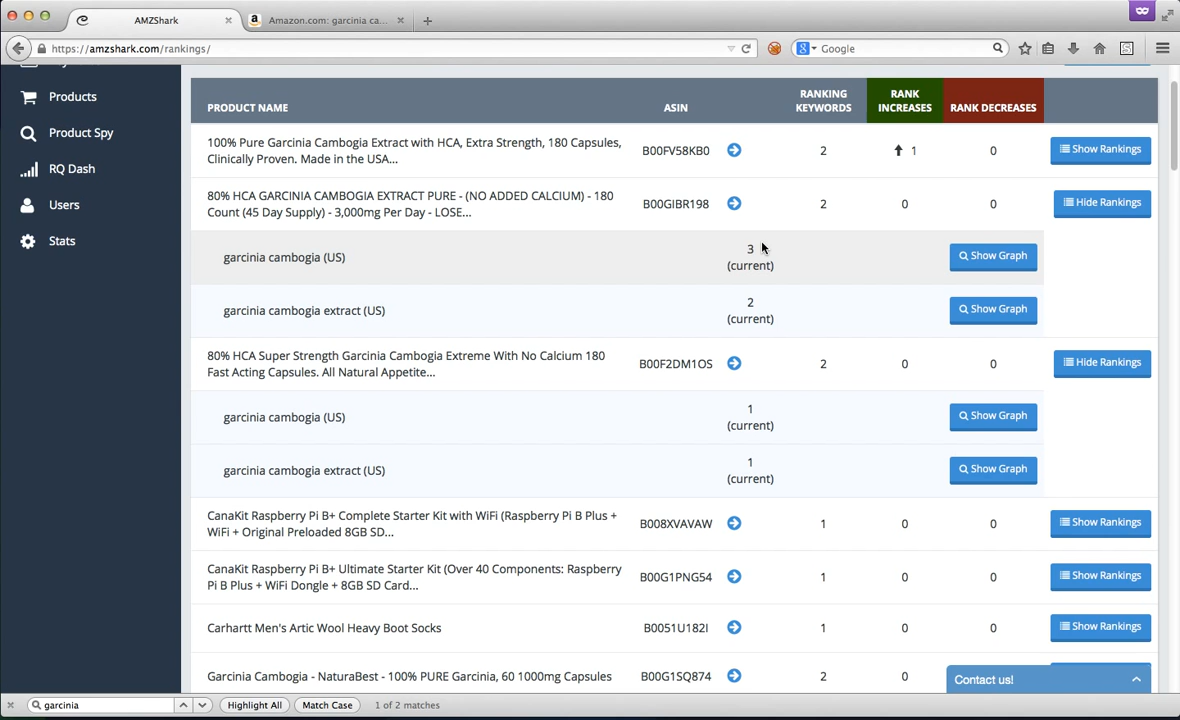 AMZShark
Amazon.com: garcinia ca...
https://amzshark.com/rankings/
Google
Products
Product Spy
RQ Dash
Users
Stats
PRODUCT NAME
ASIN
RANKING
KEYWORDS
RANK
INCREASES
RANK DECREASES
100% Pure Garcinia Cambogia Extract with HCA, Extra Strength, 180 Capsules,
Clinically Proven. Made in the USA...
B00FV58KB0
2
1
0
Show Rankings
80% HCA GARCINIA CAMBOGIA EXTRACT PURE - (NO ADDED CALCIUM) - 180
Count (45 Day Supply) - 3,000mg Per Day - LOSE...
B00GIBR198
2
0
0
Hide Rankings
garcinia cambogia (US)
3
(current)
Show Graph
garcinia cambogia extract (US)
2
(current)
Show Graph
80% HCA Super Strength Garcinia Cambogia Extreme With No Calcium 180
Fast Acting Capsules. All Natural Appetite...
B00F2DM1OS
2
0
0
Hide Rankings
garcinia cambogia (US)
1
(current)
Show Graph
garcinia cambogia extract (US)
1
(current)
Show Graph
CanaKit Raspberry Pi B+ Complete Starter Kit with WiFi (Raspberry Pi B Plus +
WiFi + Original Preloaded 8GB SD...
B008XVAVAW
1
0
0
Show Rankings
CanaKit Raspberry Pi B+ Ultimate Starter Kit (Over 40 Components: Raspberry
Pi B Plus + WiFi Dongle + 8GB SD Card...
B00G1PNG54
1
0
0
Show Rankings
Carhartt Men's Artic Wool Heavy Boot Socks
B0051U182I
1
0
0
Show Rankings
Garcinia Cambogia - NaturaBest - 100% PURE Garcinia, 60 1000mg Capsules
B00G1SQ874
2
0
Contact us!
garcinia
Highlight All
Match Case
1 of 2 matches